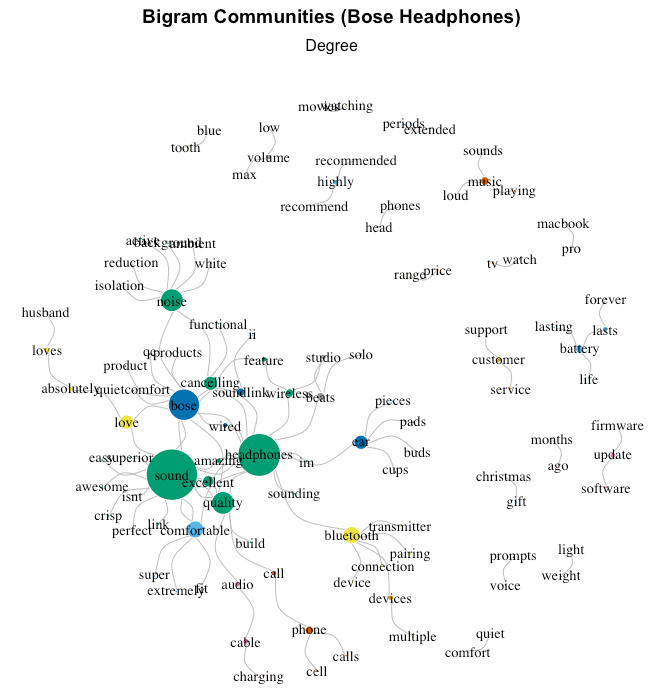 Bigram Communities (Bose Headphones)
Degree
movies watching
blue
low
periods
extended
tooth
volume
recommended
sounds
max
highly
music
playing
recommend
phones
loud
head
macbook
active background ambient
pro
reduction
white
tv watch
range price
isolation
noise
forever
husband
functional
support
lasting
lasts
ii
loves
qc products
studio
solo
battery
product
feature
customer
cancelling
life
absolutely quietcomfort
soundlink wireless
beats
service
bose
pieces
love
wired
pads
firmware
ear
months
easy superior
amazing headphones
buds
update
im
ago
sound
cups
christmas
software
awesome
excellent
isnt
sounding
gift
crisp
quality
link
transmitter
perfect comfortable
bluetooth
build
pairing
prompts
light
connection
super
call
device
voice
weight
extremely fit
audio
devices
phone
multiple
quiet
cable
calls
comfort
charging
cell